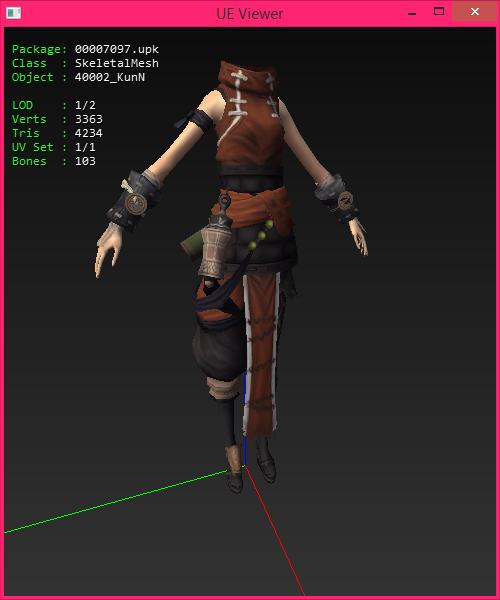 UE Viewer
Package: 00007097.upk
Class  : SkeletalMesh
Object : 40002_KunN
LOD    : 1/2
Verts  : 3363
Tris   : 4234
UV Set : 1/1
Bones  : 103